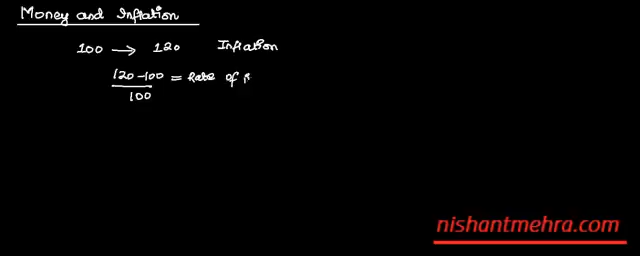 Money and Inflation
100 → 120 Inflation
120-100 = Rate of
100
nishantmehra.com